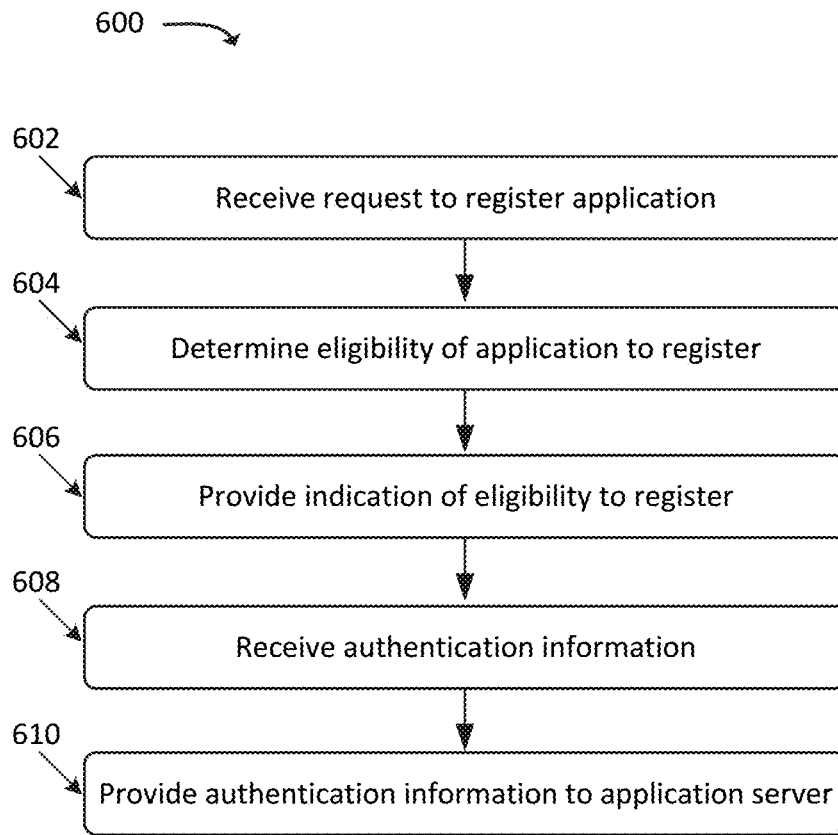 600
602
Receive request to register application
604
Determine eligibility of application to register
606
Provide indication of eligibility to register
608
Receive authentication information
610
Provide authentication information to application server